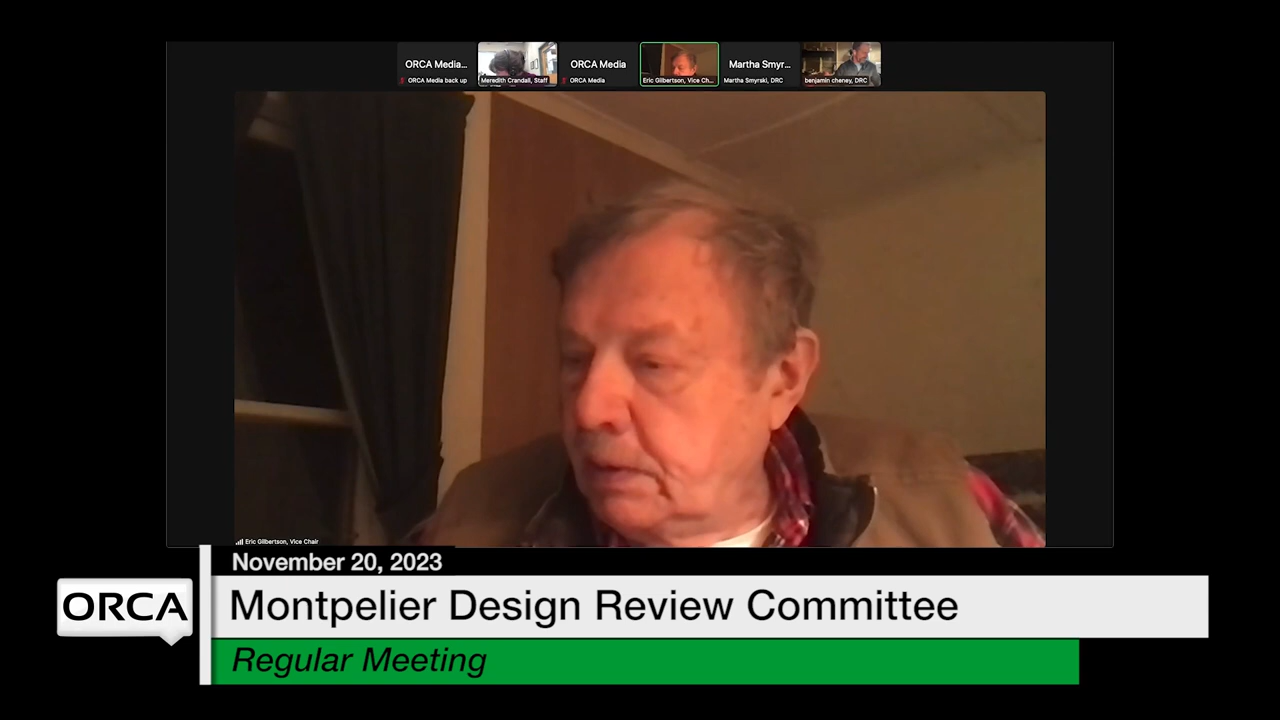 ORCA Media...
ORCA Media back up
Meredith Crandall, Staff
ORCA Media
ORCA Media
Eric Gilbertson, Vice Ch...
Martha Smyr...
Martha Smyrski, DRC
benjamin cheney, DRC
Eric Gilbertson, Vice Chair
November 20, 2023
ORCA
Montpelier Design Review Committee
Regular Meeting